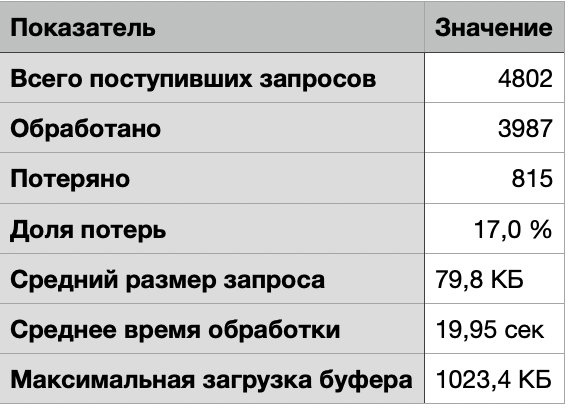 Показатель Значение
Всего поступивших запросов 4802
Обработано 3987
Потеряно 815
Доля потерь 17,0 %
Средний размер запроса 79,8 КБ
Среднее время обработки 19,95 сек
Максимальная загрузка буфера 1023,4 КБ